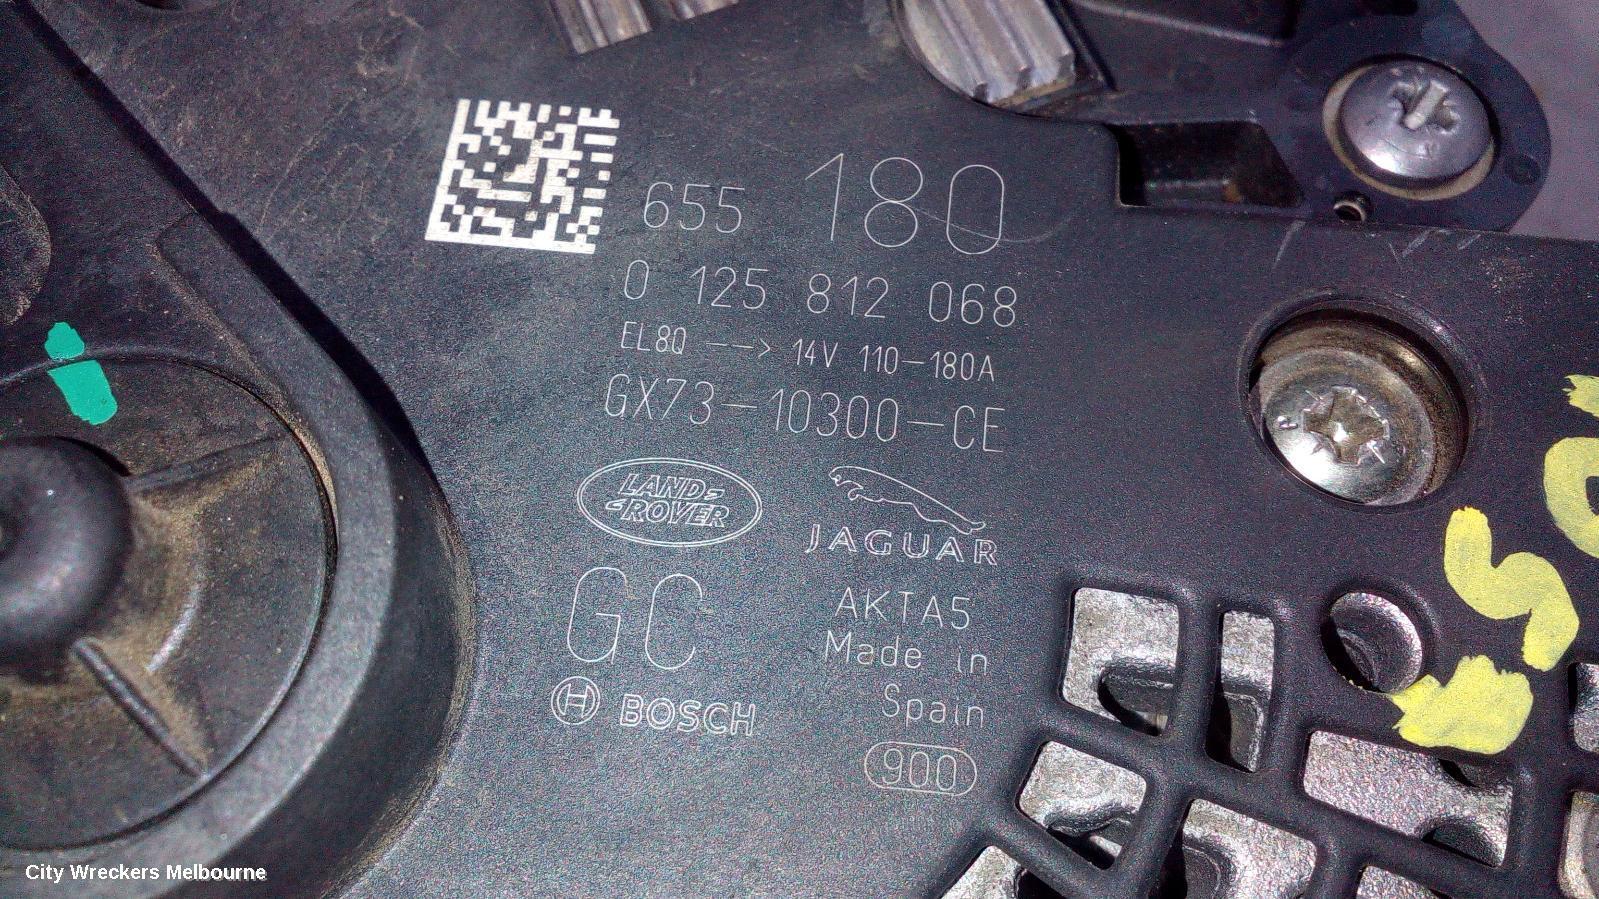 655 180
0 125 812 068
EL8Q --> 14V 110-180A
GX73-10300-CE
LAND-
-ROVER
JAGUAR
GC
AKTA5
Made in
Spain
BOSCH
900
City Wreckers Melbourne